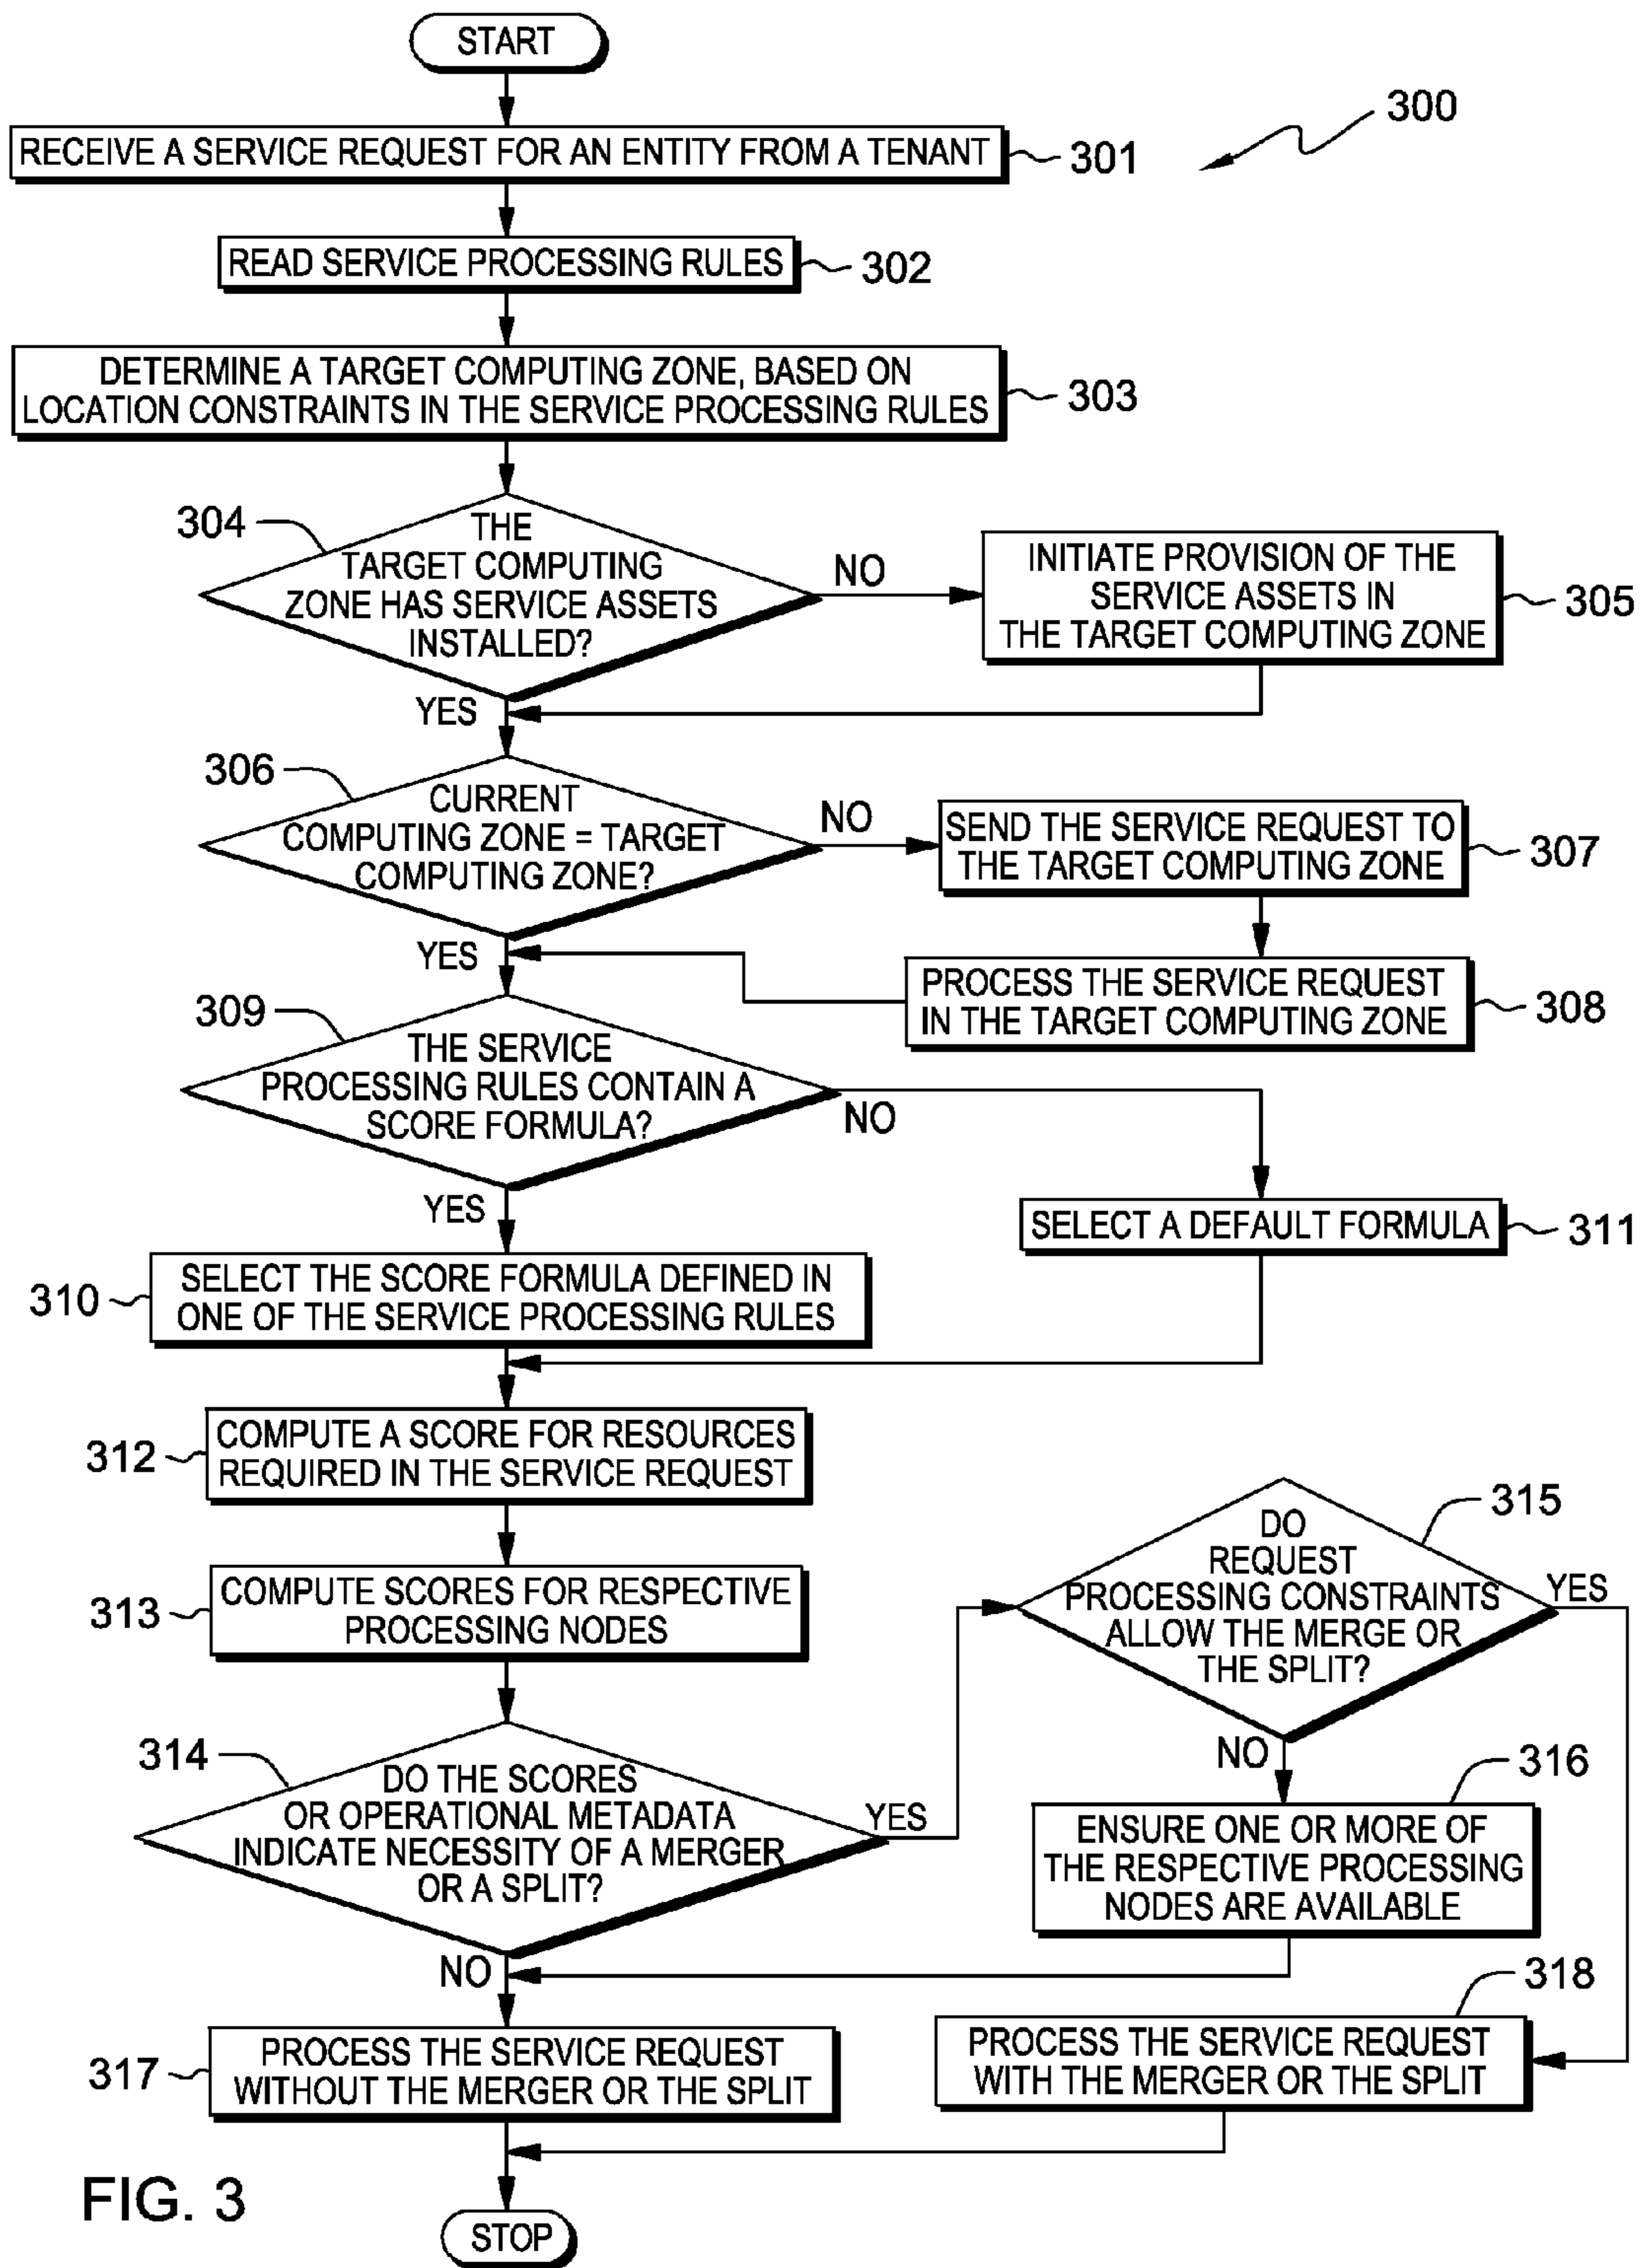 START
300
RECEIVE A SERVICE REQUEST FOR AN ENTITY FROM A TENANT
301
READ SERVICE PROCESSING RULES
302
DETERMINE A TARGET COMPUTING ZONE, BASED ON
LOCATION CONSTRAINTS IN THE SERVICE PROCESSING RULES
303
304
THE
TARGET COMPUTING
ZONE HAS SERVICE ASSETS
INSTALLED?
NO
INITIATE PROVISION OF THE
SERVICE ASSETS IN
THE TARGET COMPUTING ZONE
305
YES
306
CURRENT
COMPUTING ZONE = TARGET
COMPUTING ZONE?
NO
SEND THE SERVICE REQUEST TO
THE TARGET COMPUTING ZONE
307
YES
PROCESS THE SERVICE REQUEST
IN THE TARGET COMPUTING ZONE
308
309
THE SERVICE
PROCESSING RULES CONTAIN A
SCORE FORMULA?
NO
YES
SELECT A DEFAULT FORMULA
311
310
SELECT THE SCORE FORMULA DEFINED IN
ONE OF THE SERVICE PROCESSING RULES
312
COMPUTE A SCORE FOR RESOURCES
REQUIRED IN THE SERVICE REQUEST
313
COMPUTE SCORES FOR RESPECTIVE
PROCESSING NODES
314
DO THE SCORES
OR OPERATIONAL METADATA
INDICATE NECESSITY OF A MERGER
OR A SPLIT?
YES
NO
315
DO
REQUEST
PROCESSING CONSTRAINTS
ALLOW THE MERGE OR
THE SPLIT?
YES
NO
316
ENSURE ONE OR MORE OF
THE RESPECTIVE PROCESSING
NODES ARE AVAILABLE
317
PROCESS THE SERVICE REQUEST
WITHOUT THE MERGER OR THE SPLIT
318
PROCESS THE SERVICE REQUEST
WITH THE MERGER OR THE SPLIT
STOP
FIG. 3